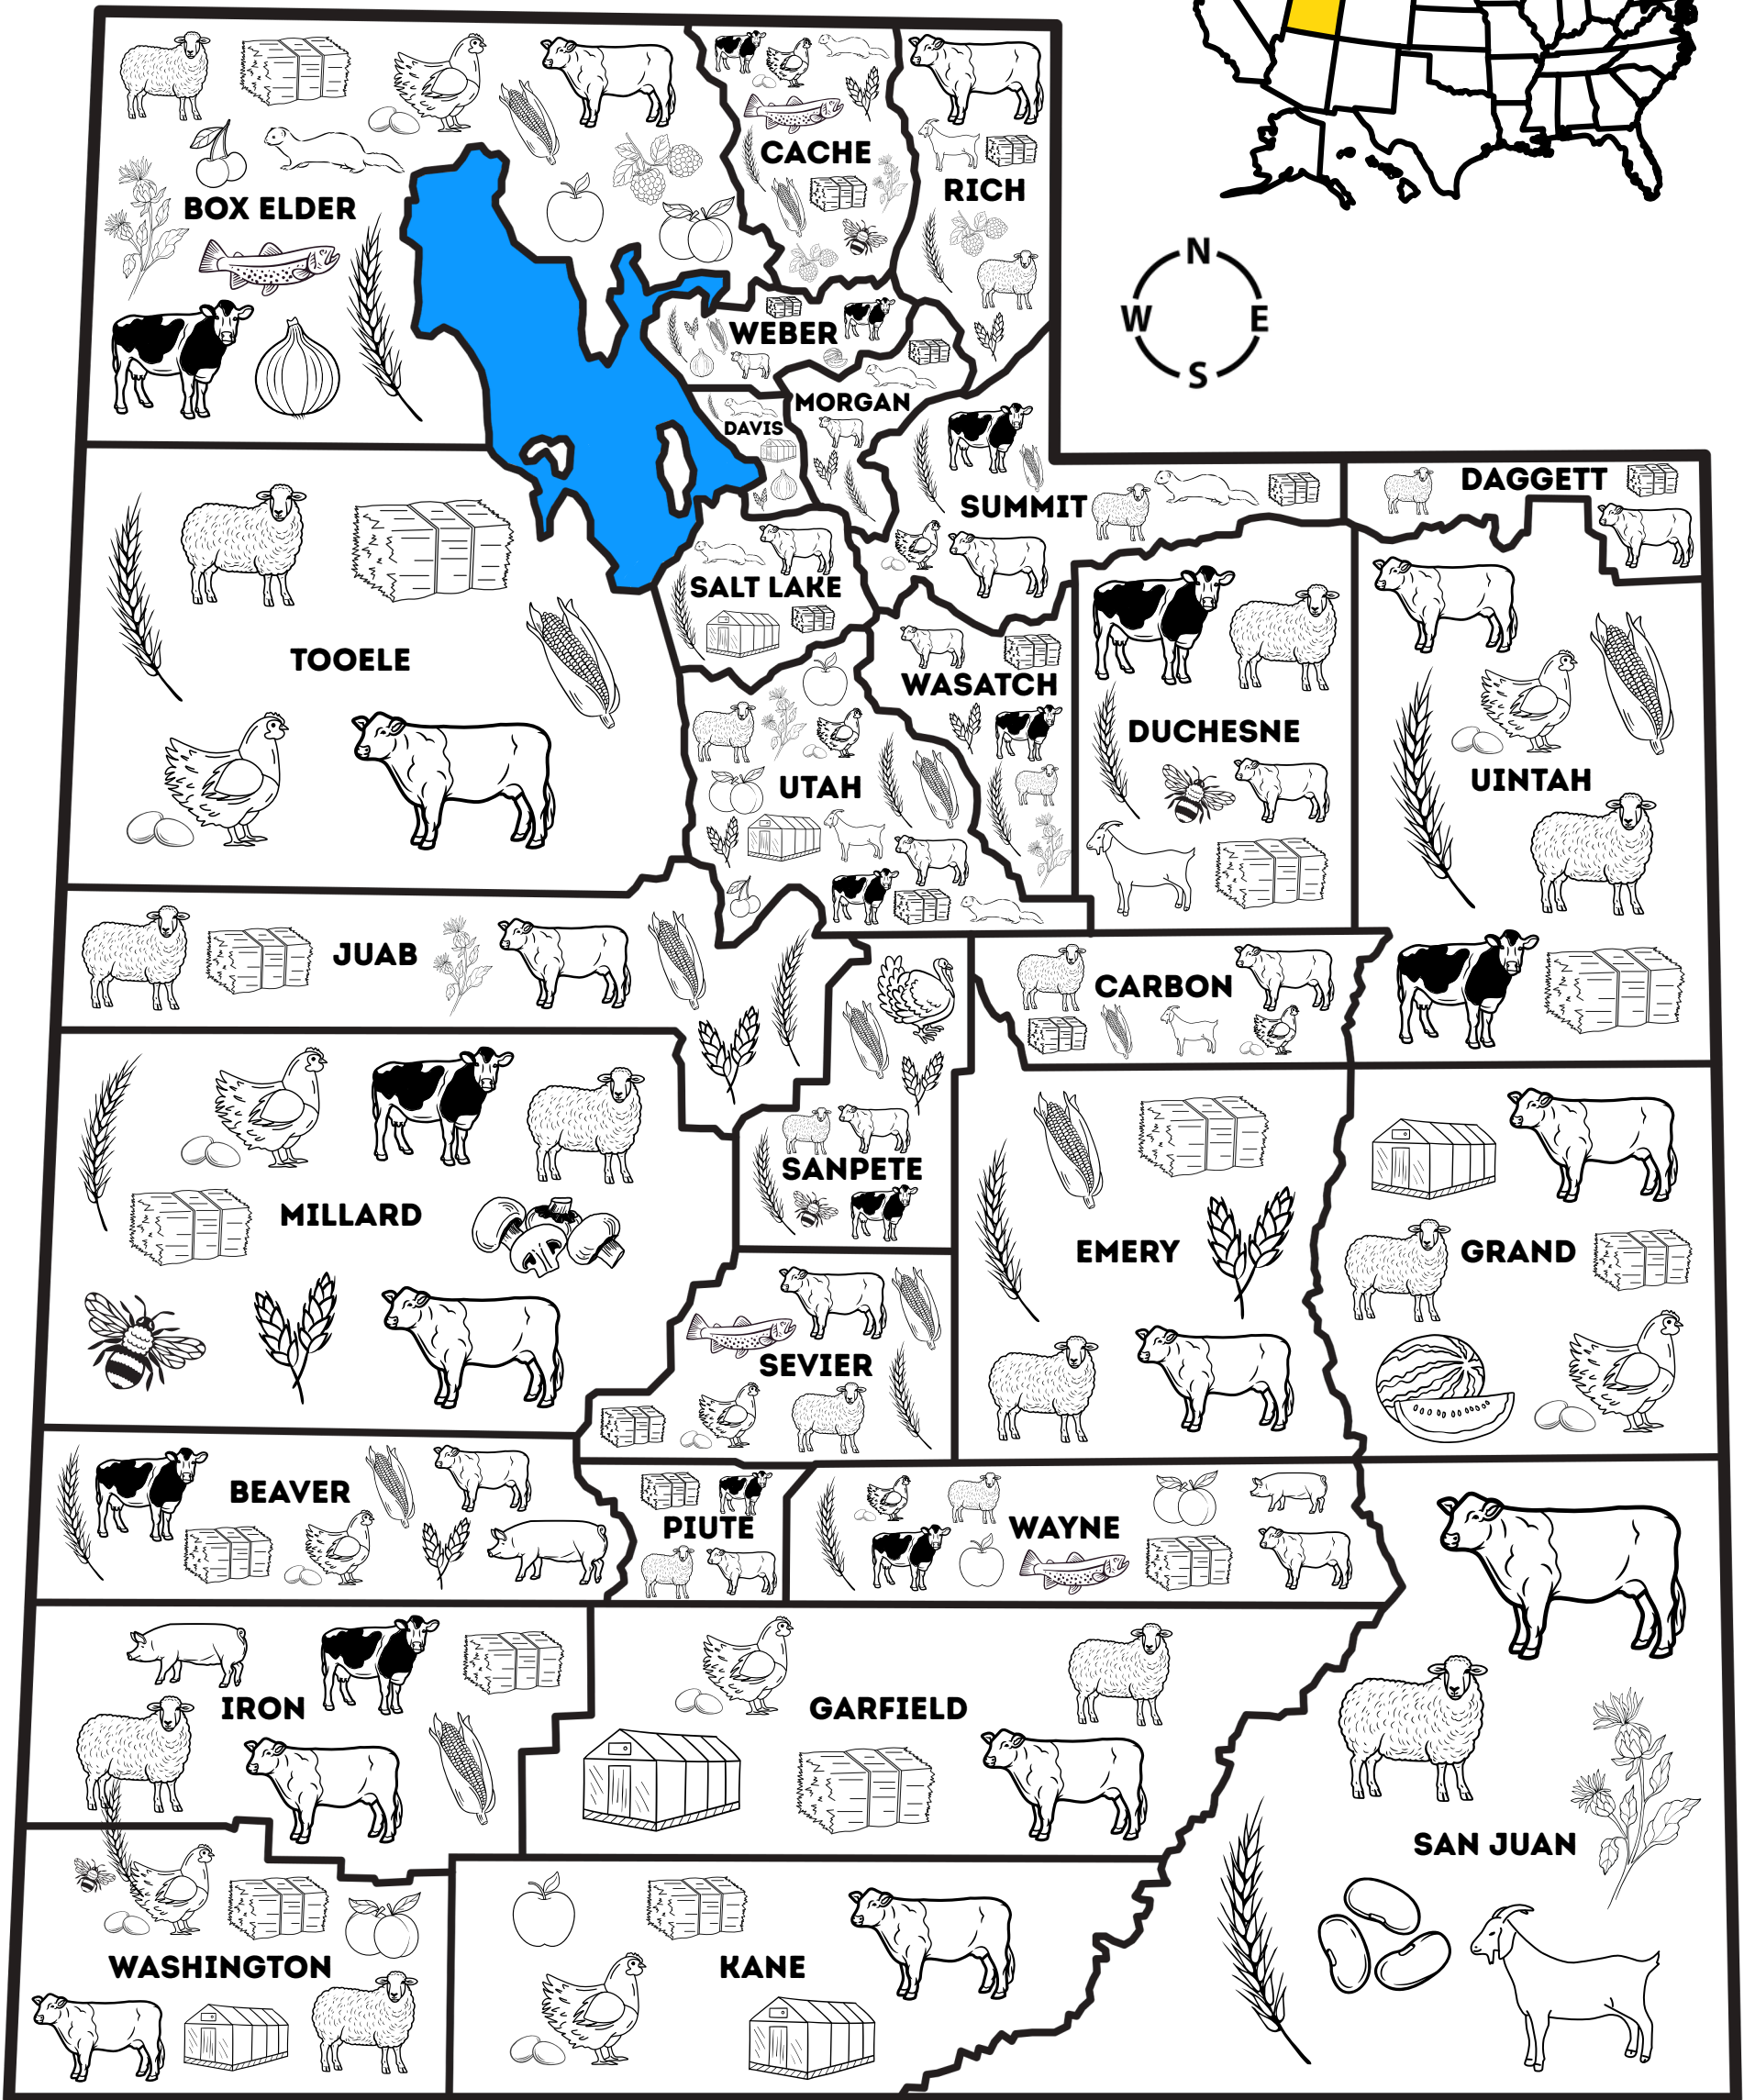 CACHE
RICH
BOX ELDER
N
W E
S
WEBER
MORGAN
DAVIS
DAGGETT
SUMMIT
SALT LAKE
TOOELE
WASATCH
DUCHESNE
UINTAH
UTAH
JUAB
CARBON
SANPETE
MILLARD
EMERY
GRAND
SEVIER
BEAVER
PIUTE
WAYNE
IRON
GARFIELD
SAN JUAN
WASHINGTON
KANE